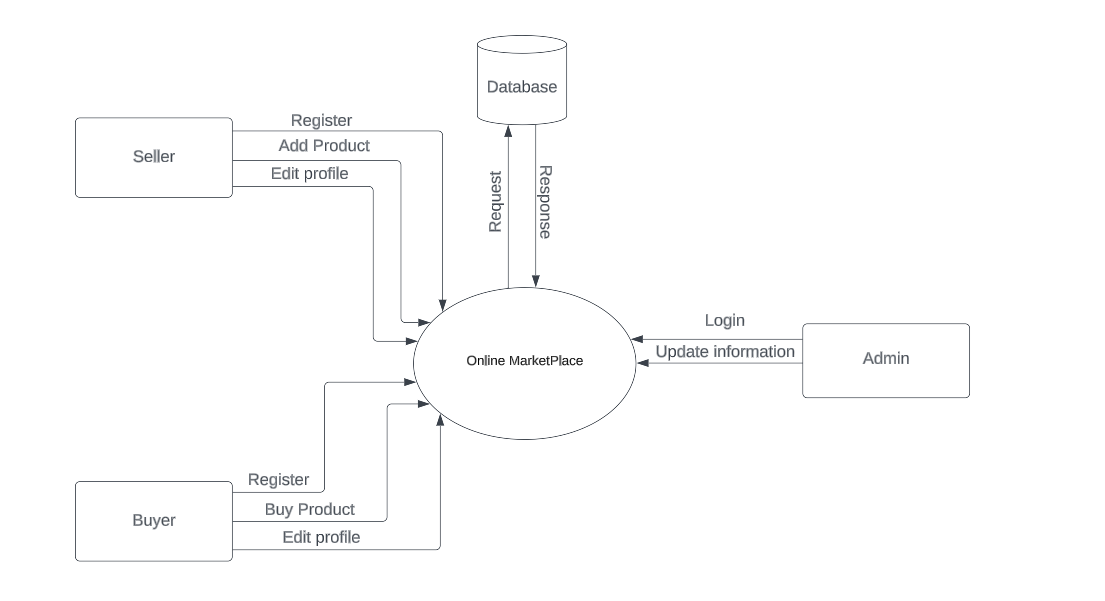 Database
Register
Seller
Add Product
Edit profile
Request
Response
Online MarketPlace
Login
Update information
Admin
Register
Buyer
Buy Product
Edit profile